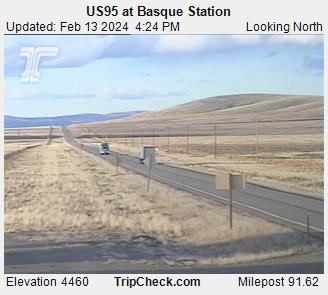 US95 at Basque Station
Updated: Feb 13 2024 4:24 PM Looking North
Elevation 4460 TripCheck.com Milepost 91.62